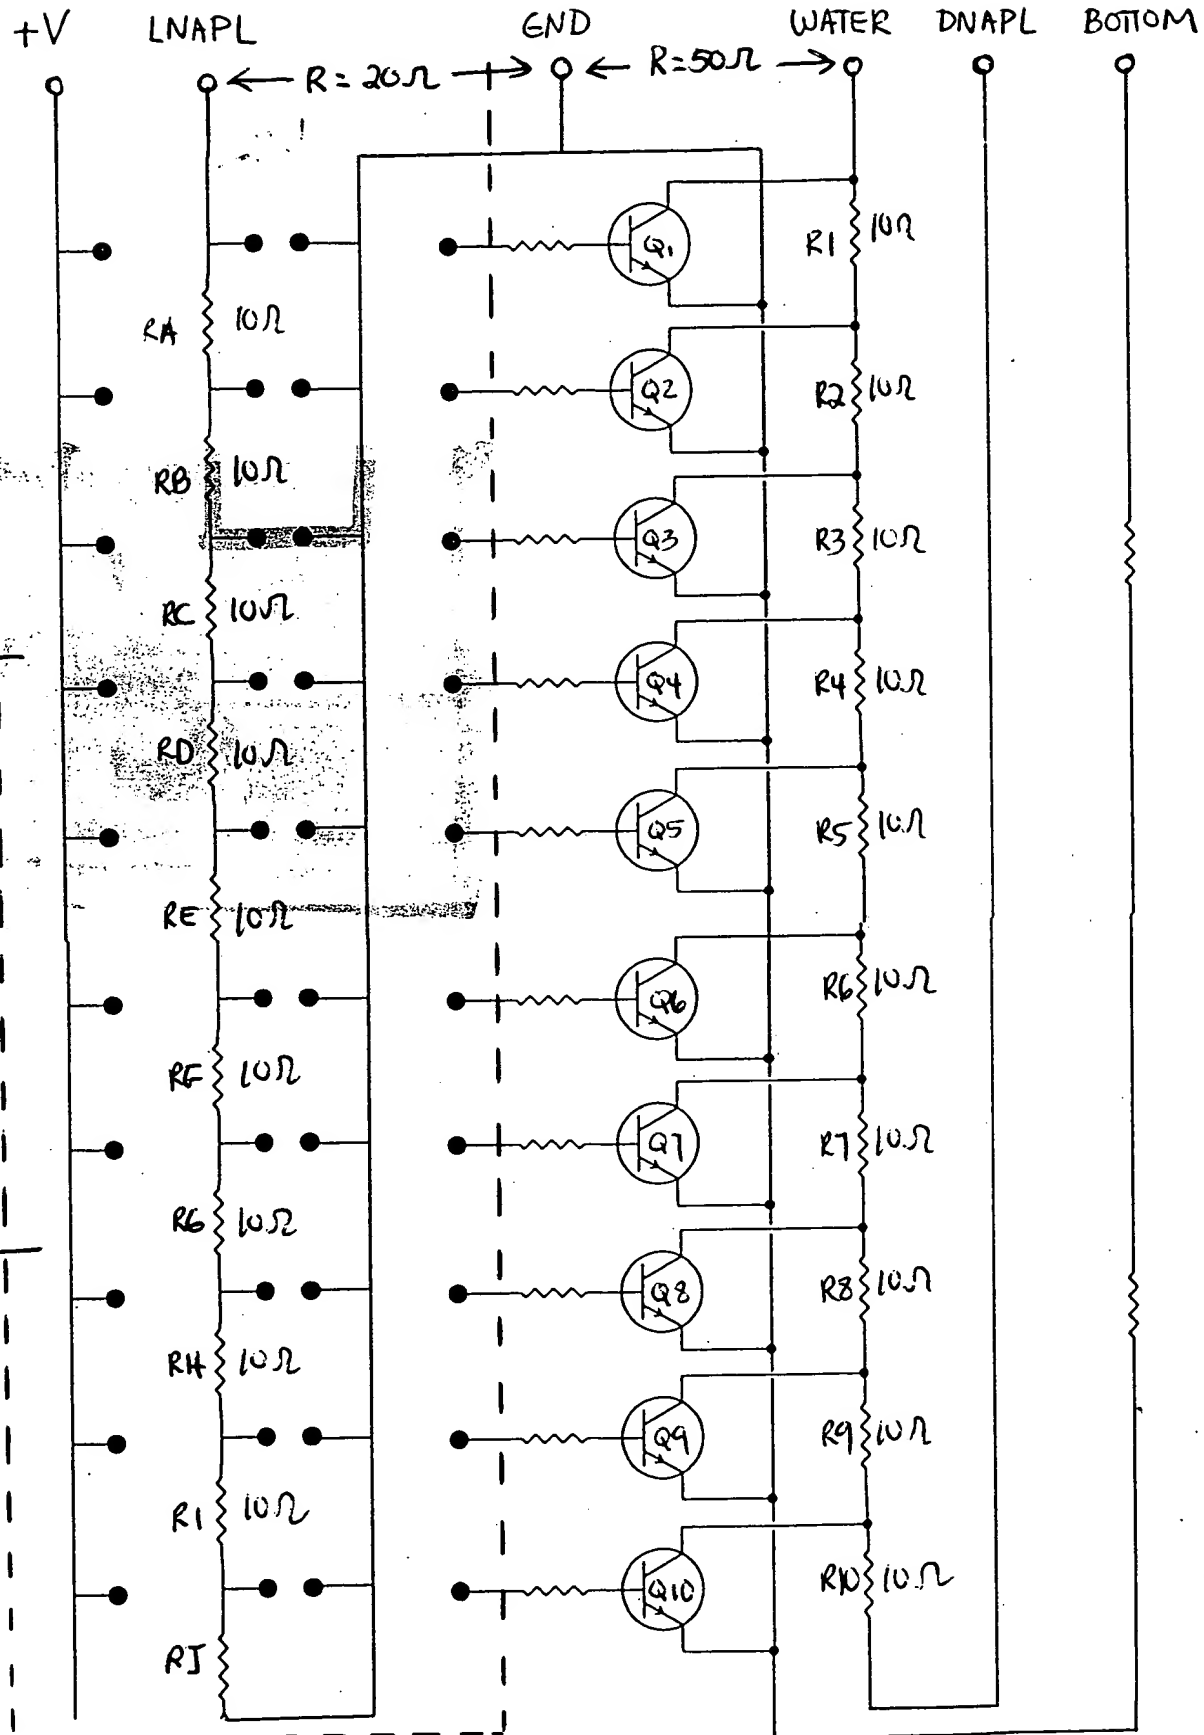 +V LNAPL GND WATER DNAPL BOTTOM
R = 20Ω R=50Ω
Q1 R1 10Ω
RA 10Ω
Q2 R2 10Ω
RB 10Ω
Q3 R3 10Ω
RC 10Ω
Q4 R4 10Ω
RD 10Ω
Q5 R5 10Ω
RE 10Ω
Q6 R6 10Ω
RF 10Ω
Q7 R7 10Ω
RG 10Ω
Q8 R8 10Ω
RH 10Ω
Q9 R9 10Ω
RI 10Ω
Q10 R10 10Ω
RJ